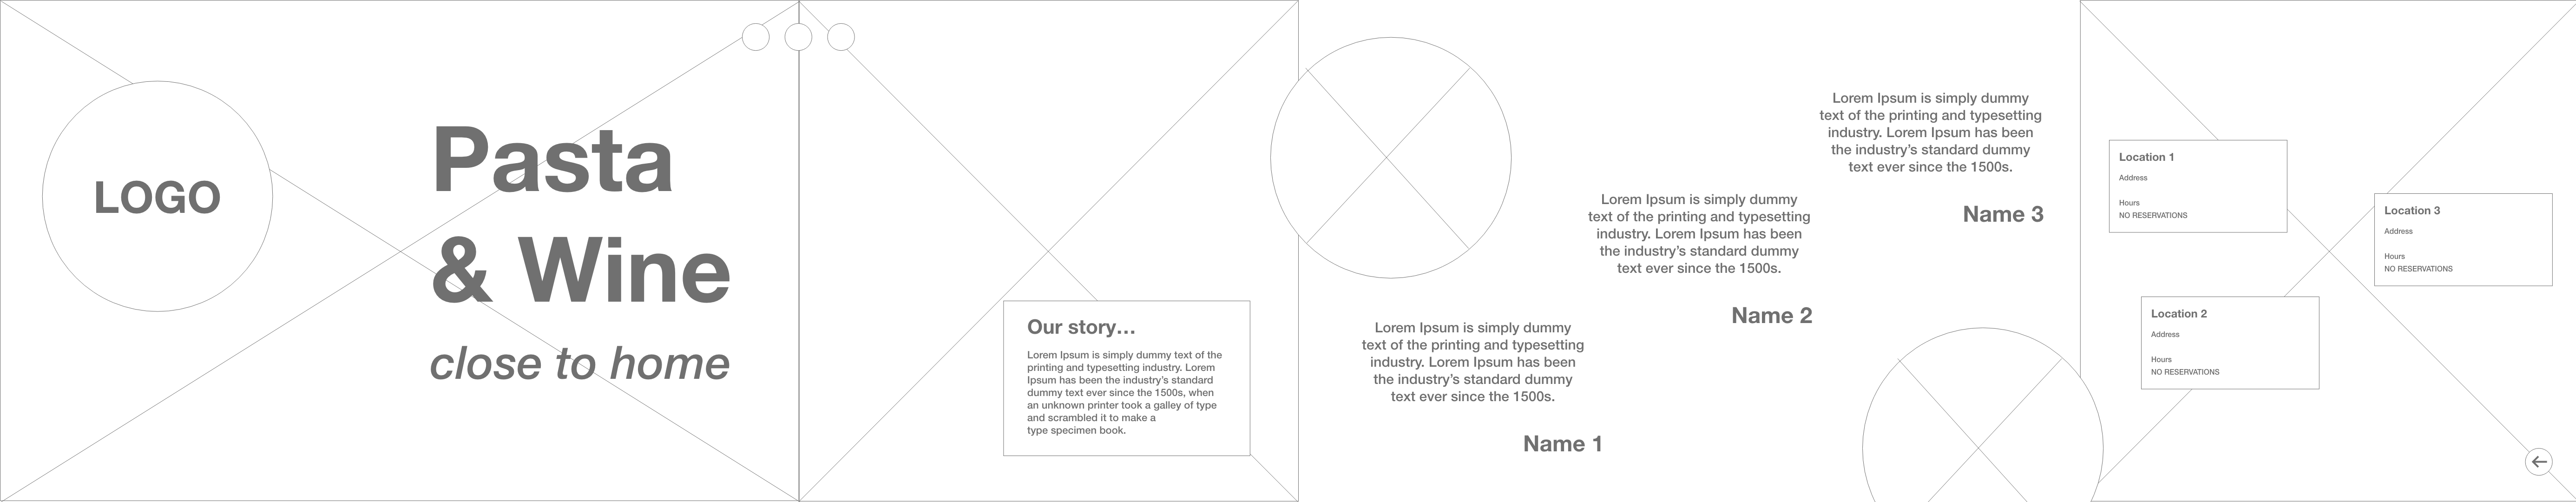 LOGO
Pasta
& Wine
close to home
Our story…
Lorem Ipsum is simply dummy text of the
printing and typesetting industry. Lorem
Ipsum has been the industry’s standard
dummy text ever since the 1500s, when
an unknown printer took a galley of type
and scrambled it to make a
type specimen book.
Lorem Ipsum is simply dummy
text of the printing and typesetting
industry. Lorem Ipsum has been
the industry’s standard dummy
text ever since the 1500s.
Name 1
Lorem Ipsum is simply dummy
text of the printing and typesetting
industry. Lorem Ipsum has been
the industry’s standard dummy
text ever since the 1500s.
Name 2
Lorem Ipsum is simply dummy
text of the printing and typesetting
industry. Lorem Ipsum has been
the industry’s standard dummy
text ever since the 1500s.
Name 3
Location 1
Address
Hours
NO RESERVATIONS
Location 2
Address
Hours
NO RESERVATIONS
Location 3
Address
Hours
NO RESERVATIONS